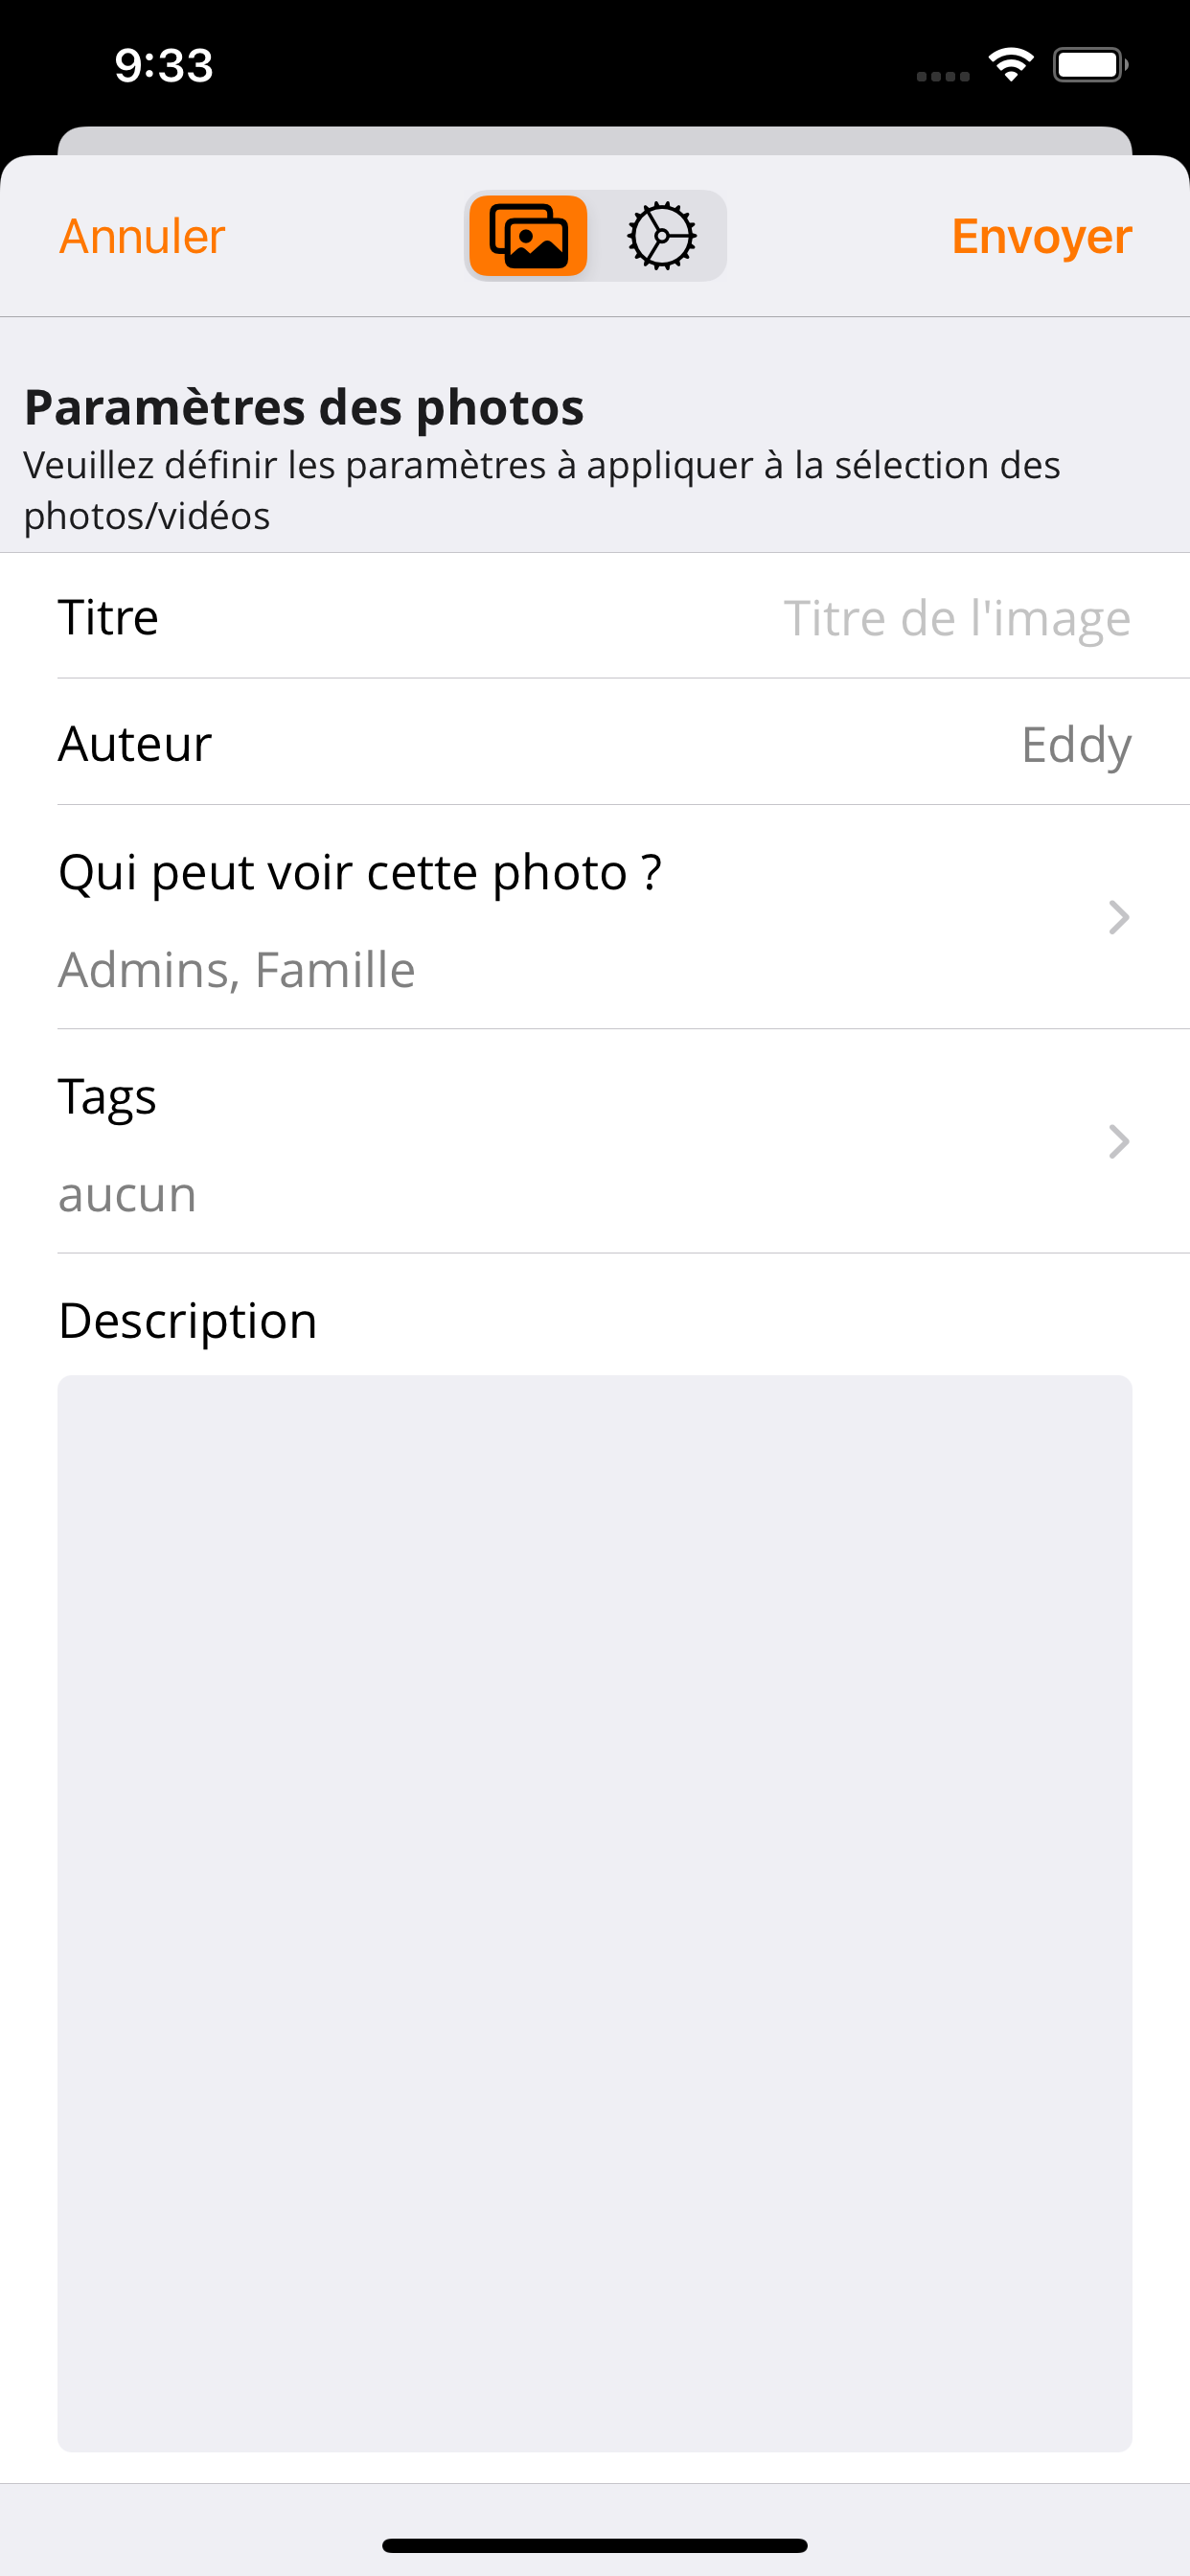 9:33
Annuler
Envoyer
Paramètres des photos
Veuillez définir les paramètres à appliquer à la sélection des
photos/vidéos
Titre
Titre de l'image
Auteur
Eddy
Qui peut voir cette photo ?
Admins, Famille
Tags
aucun
Description